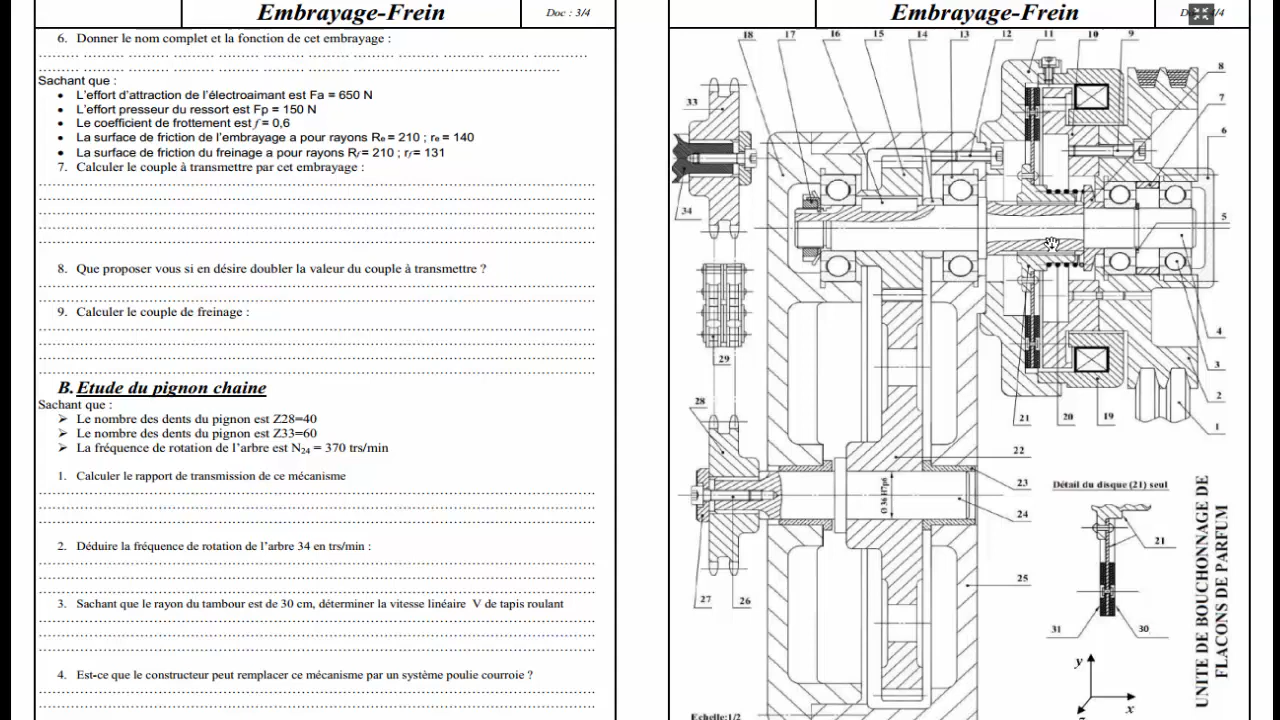 Embrayage-Frein
Doc : 3/4
6. Donner le nom complet et la fonction de cet embrayage :
Sachant que :
• L'effort d'attraction de l'électroaimant est Fa = 650 N
• L'effort presseur du ressort est Fp = 150 N
• Le coefficient de frottement est f = 0,6
• La surface de friction de l'embrayage a pour rayons Re = 210 ; re = 140
• La surface de friction du freinage a pour rayons Rf = 210 ; rf = 131
7. Calculer le couple à transmettre par cet embrayage :
8. Que proposer vous si en désire doubler la valeur du couple à transmettre ?
9. Calculer le couple de freinage :
B. Etude du pignon chaine
Sachant que :
➢ Le nombre des dents du pignon est Z28=40
➢ Le nombre des dents du pignon est Z33=60
➢ La fréquence de rotation de l'arbre est N24 = 370 trs/min
1. Calculer le rapport de transmission de ce mécanisme
2. Déduire la fréquence de rotation de l'arbre 34 en trs/min :
3. Sachant que le rayon du tambour est de 30 cm, déterminer la vitesse linéaire V de tapis roulant
4. Est-ce que le constructeur peut remplacer ce mécanisme par un système poulie courroie ?
Embrayage-Frein
4/4
18 17 16 15 14 13 12 11 10 9
8
7
6
5
4
3
2
1
33
34
29
28
27
26
21
20
19
22
23
24
25
Ø 36 H7p6
Détail du disque (21) seul
21
31
30
UNITE DE BOUCHONNAGE DE
FLACONS DE PARFUM
y
x
Echelle:1/2